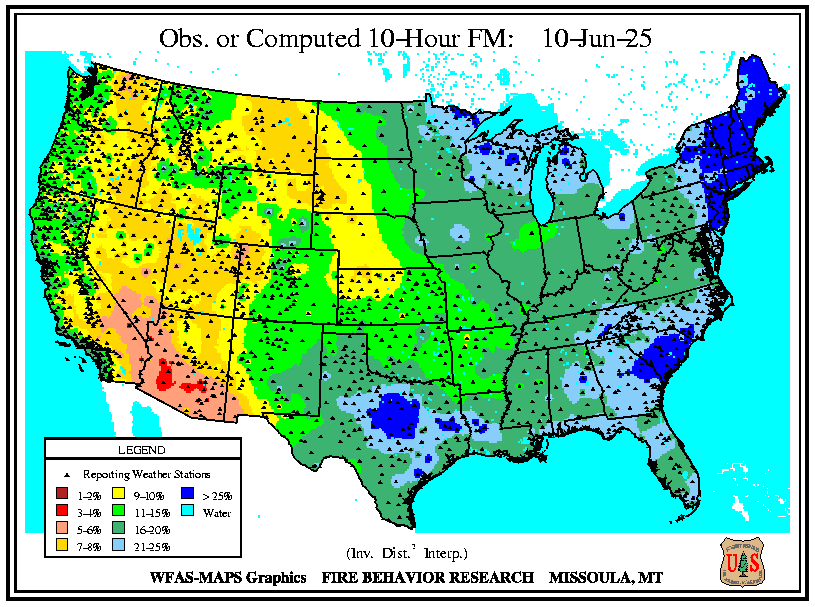 Obs. or Computed 10-Hour FM: 10-Jun-25
LEGEND
Reporting Weather Stations
1-2% 9-10% > 25%
3-4% 11-15% Water
5-6% 16-20%
7-8% 21-25%
(Inv. Dist.² Interp.)
WFAS-MAPS Graphics FIRE BEHAVIOR RESEARCH MISSOULA, MT
U S